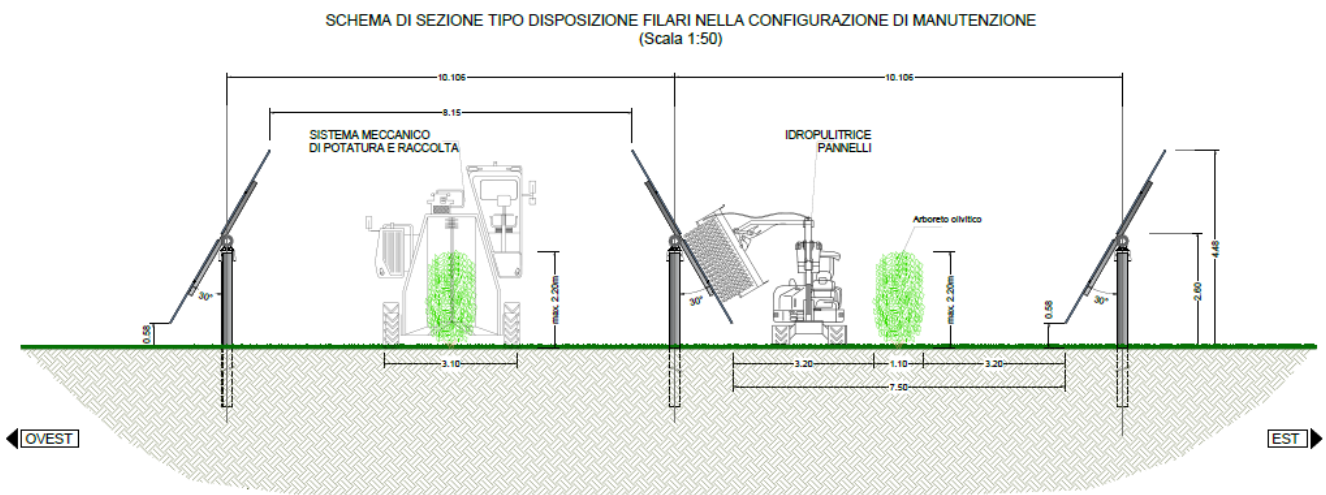 SCHEMA DI SEZIONE TIPO DISPOSIZIONE FILARI NELLA CONFIGURAZIONE DI MANUTENZIONE
(Scala 1:50)
10.106
10.106
8.15
SISTEMA MECCANICO
DI POTATURA E RACCOLTA
IDROPULITRICE
PANNELLI
Arboreto olivitico
4.48
2.60
30°
30°
30°
max. 2.20m
max. 2.20m
0.58
0.58
3.10
3.20
1.10
3.20
7.50
OVEST
EST